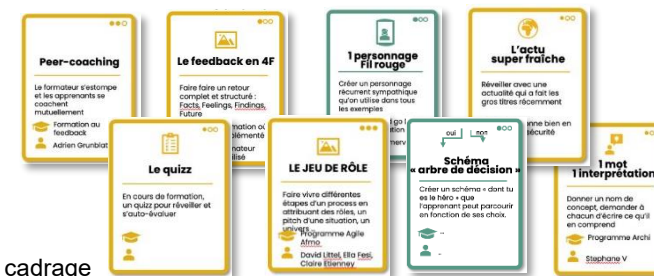 Peer-coaching
Le formateur s'estompe
et les apprenants se
coachent
mutuellement
Formation au
feedback
Adrien Grunblat
Le feedback en 4F
Faire faire un retour
complet et structuré :
Facts, Feelings, Findings,
Future
1 personnage
Fil rouge
Créer un personnage
récurrent sympathique
qu'on utilise dans tous
les exemples
L'actu
super fraîche
Réveiller avec une
actualité qui a fait les
gros titres récemment
bien en
sécurité
Le quizz
En cours de formation,
un quizz pour réveiller et
s'auto-évaluer
LE JEU DE RÔLE
Faire vivre différentes
étapes d'un process en
attribuant des rôles, un
pitch d'une situation, un
univers...
Programme Agile
Afmo
David Littel, Ella Fesi,
Claire Etienney
oui non
Schéma
« arbre de décision »
Créer un schéma « dont tu
es le héro » que
l'apprenant peut parcourir
en fonction de ses choix.
1 mot
1 interprétation
Donner un nom de
concept, demander à
chacun d'écrire ce qu'il
en comprend
Programme Archi
Stephane V
cadrage